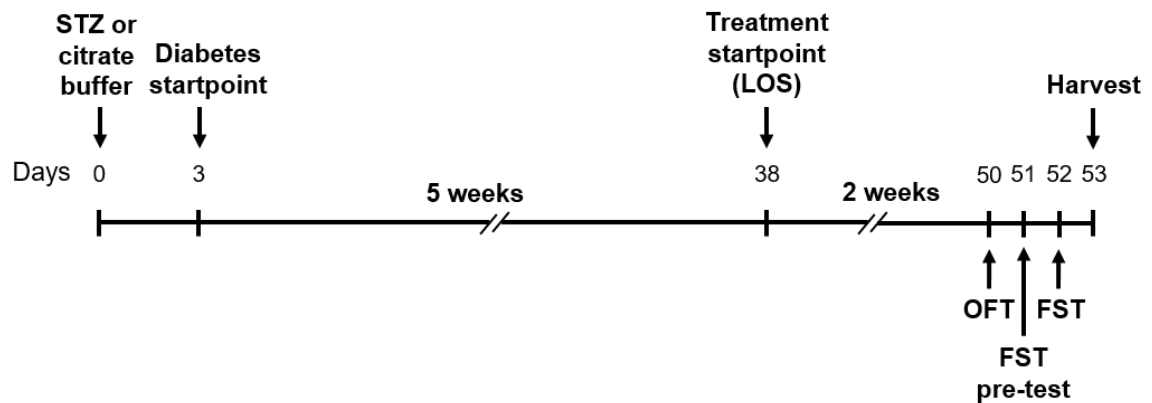 STZ or
citrate
buffer
Diabetes
startpoint
Treatment
startpoint
(LOS)
Harvest
Days 0 3 38 50 51 52 53
5 weeks
2 weeks
OFT
FST
FST
pre-test